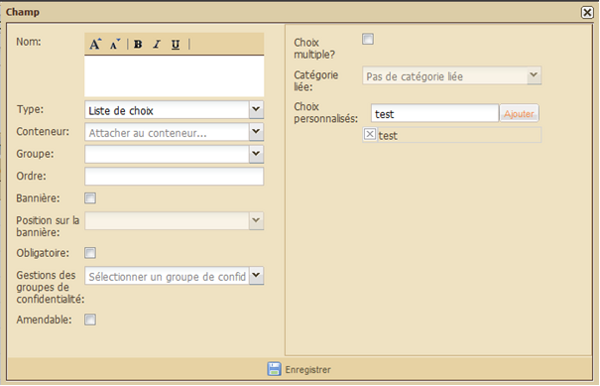 Champ
Nom:
A A B I U
Type:
Liste de choix
Conteneur:
Attacher au conteneur...
Groupe:
Ordre:
Bannière:
Position sur la
bannière:
Obligatoire:
Gestions des
groupes de
confidentialité:
Sélectionner un groupe de confid
Amendable:
Choix
multiple?
Catégorie
liée:
Pas de catégorie liée
Choix
personnalisés:
test
Ajouter
test
Enregistrer